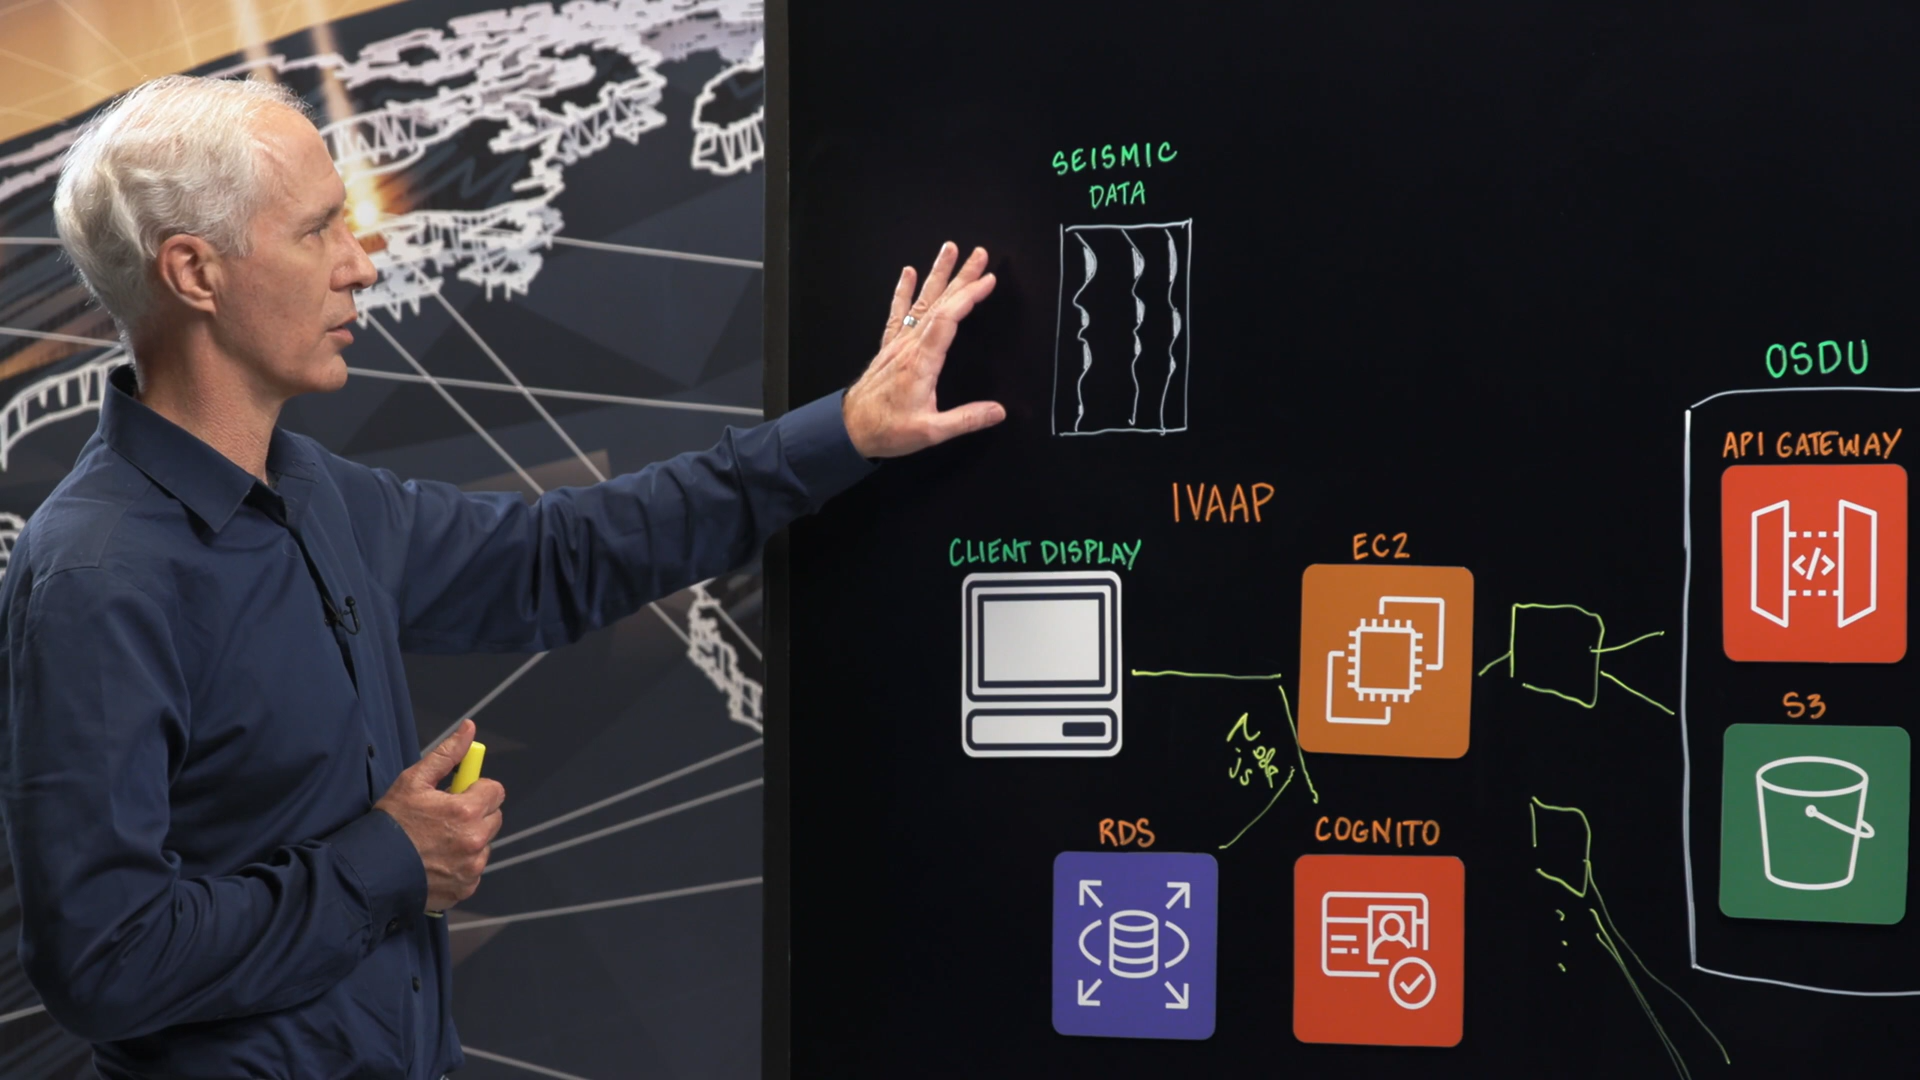 SEISMIC
DATA
OSDU
API GATEWAY
</>
IVAAP
CLIENT DISPLAY
EC2
S3
Node
js
RDS
COGNITO